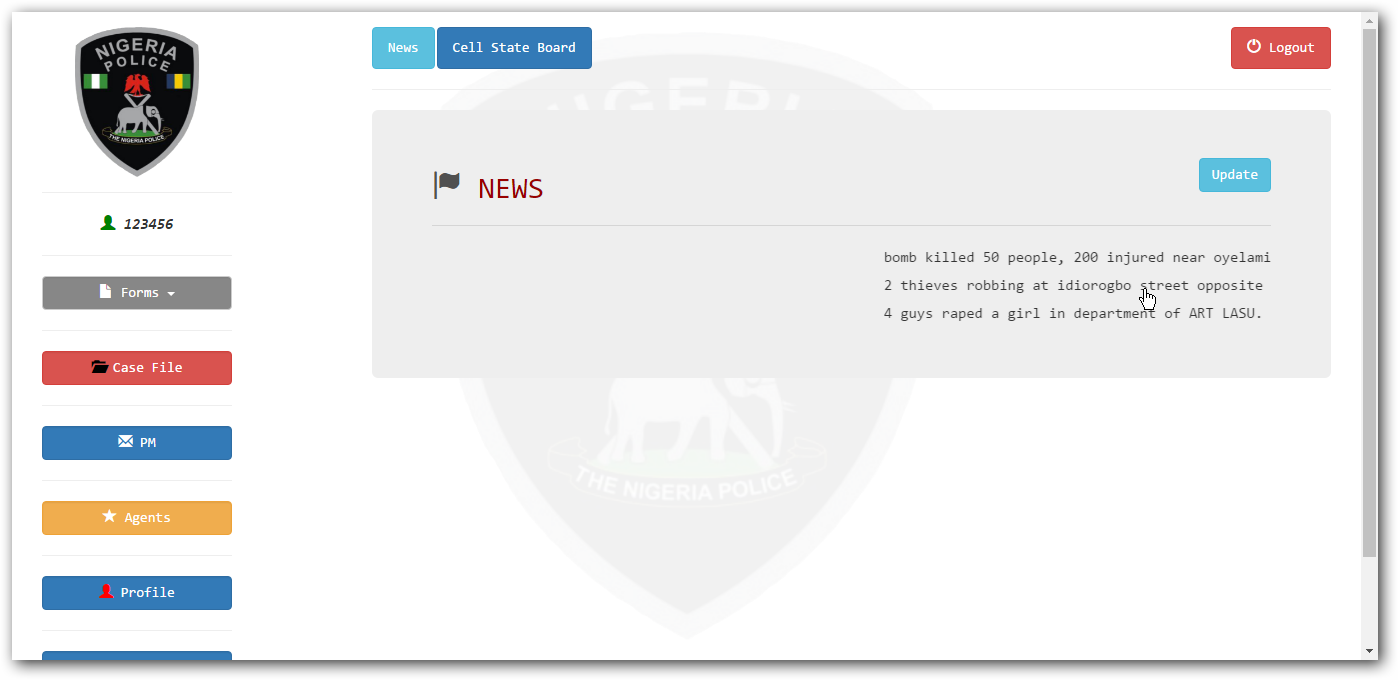 NIGERIA
POLICE
THE NIGERIA POLICE
123456
Forms
Case File
PM
Agents
Profile
News
Cell State Board
Logout
NIGERIA
NEWS
Update
bomb killed 50 people, 200 injured near oyelami
2 thieves robbing at idiorogbo street opposite
4 guys raped a girl in department of ART LASU.
THE NIGERIA POLICE